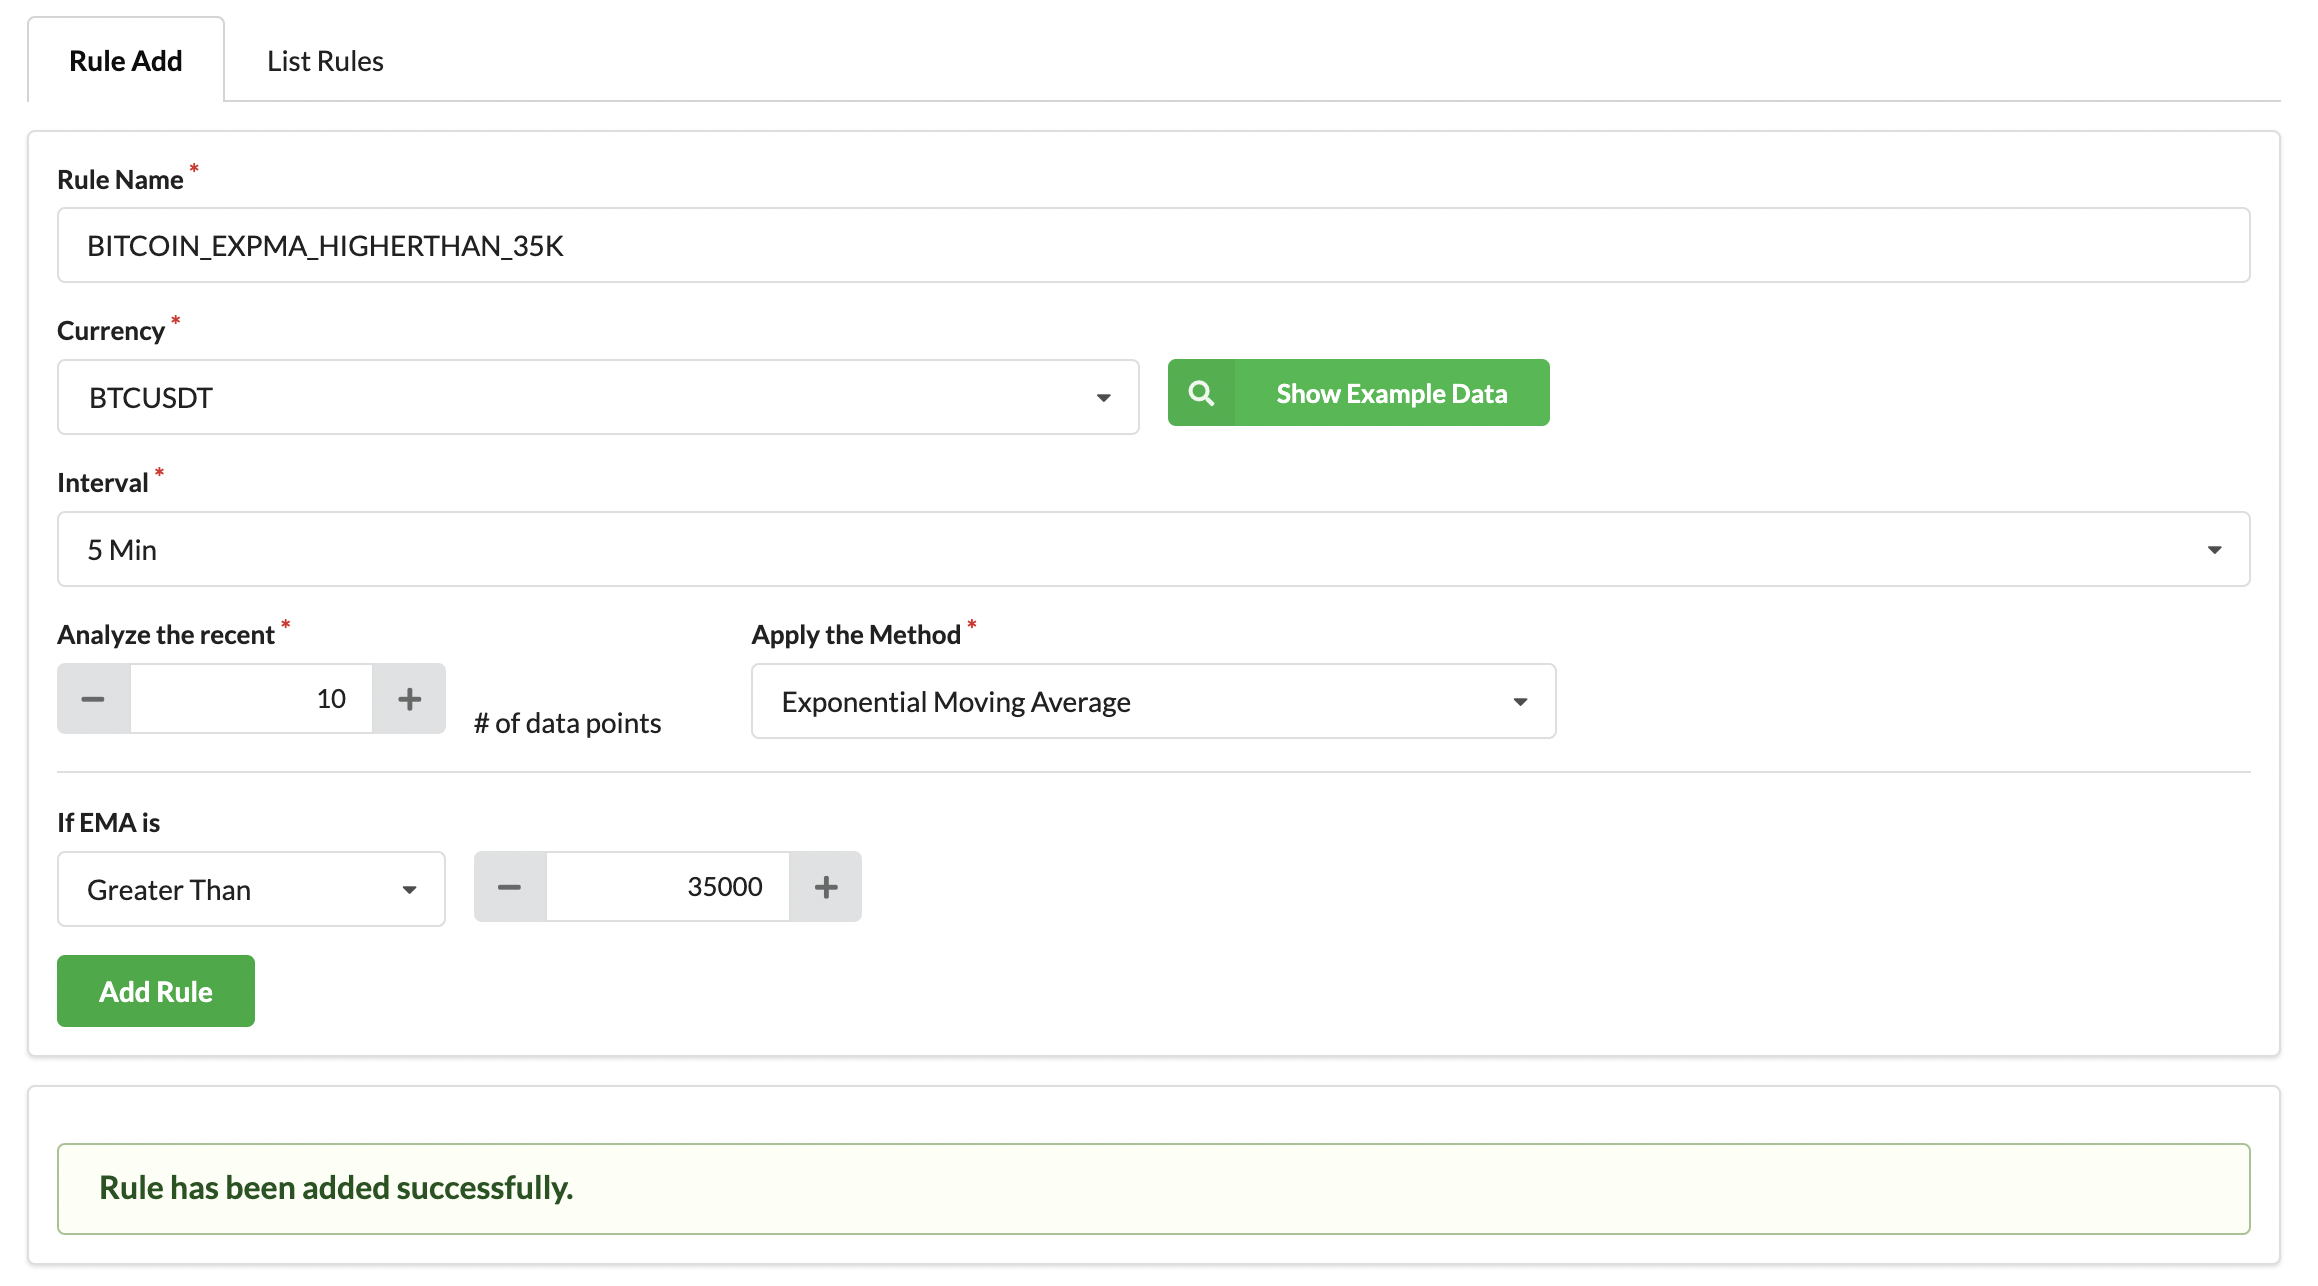 Rule Add
List Rules
Rule Name *
BITCOIN_EXPMA_HIGHERTHAN_35K
Currency *
BTCUSDT
Show Example Data
Interval *
5 Min
Analyze the recent *
10
# of data points
Apply the Method *
Exponential Moving Average
If EMA is
Greater Than
35000
Add Rule
Rule has been added successfully.